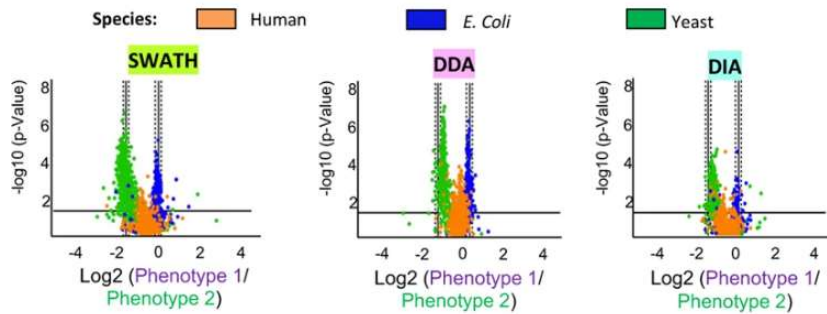 Species: Human E. Coli Yeast
SWATH DDA DIA
-log10 (p-Value)
8
6
4
2
-4 -2 0 2 4
Log2 (Phenotype 1/
Phenotype 2)
-log10 (p-Value)
8
6
4
2
-4 -2 0 2 4
Log2 (Phenotype 1/
Phenotype 2)
-log10 (p-Value)
8
6
4
2
-4 -2 0 2 4
Log2 (Phenotype 1/
Phenotype 2)